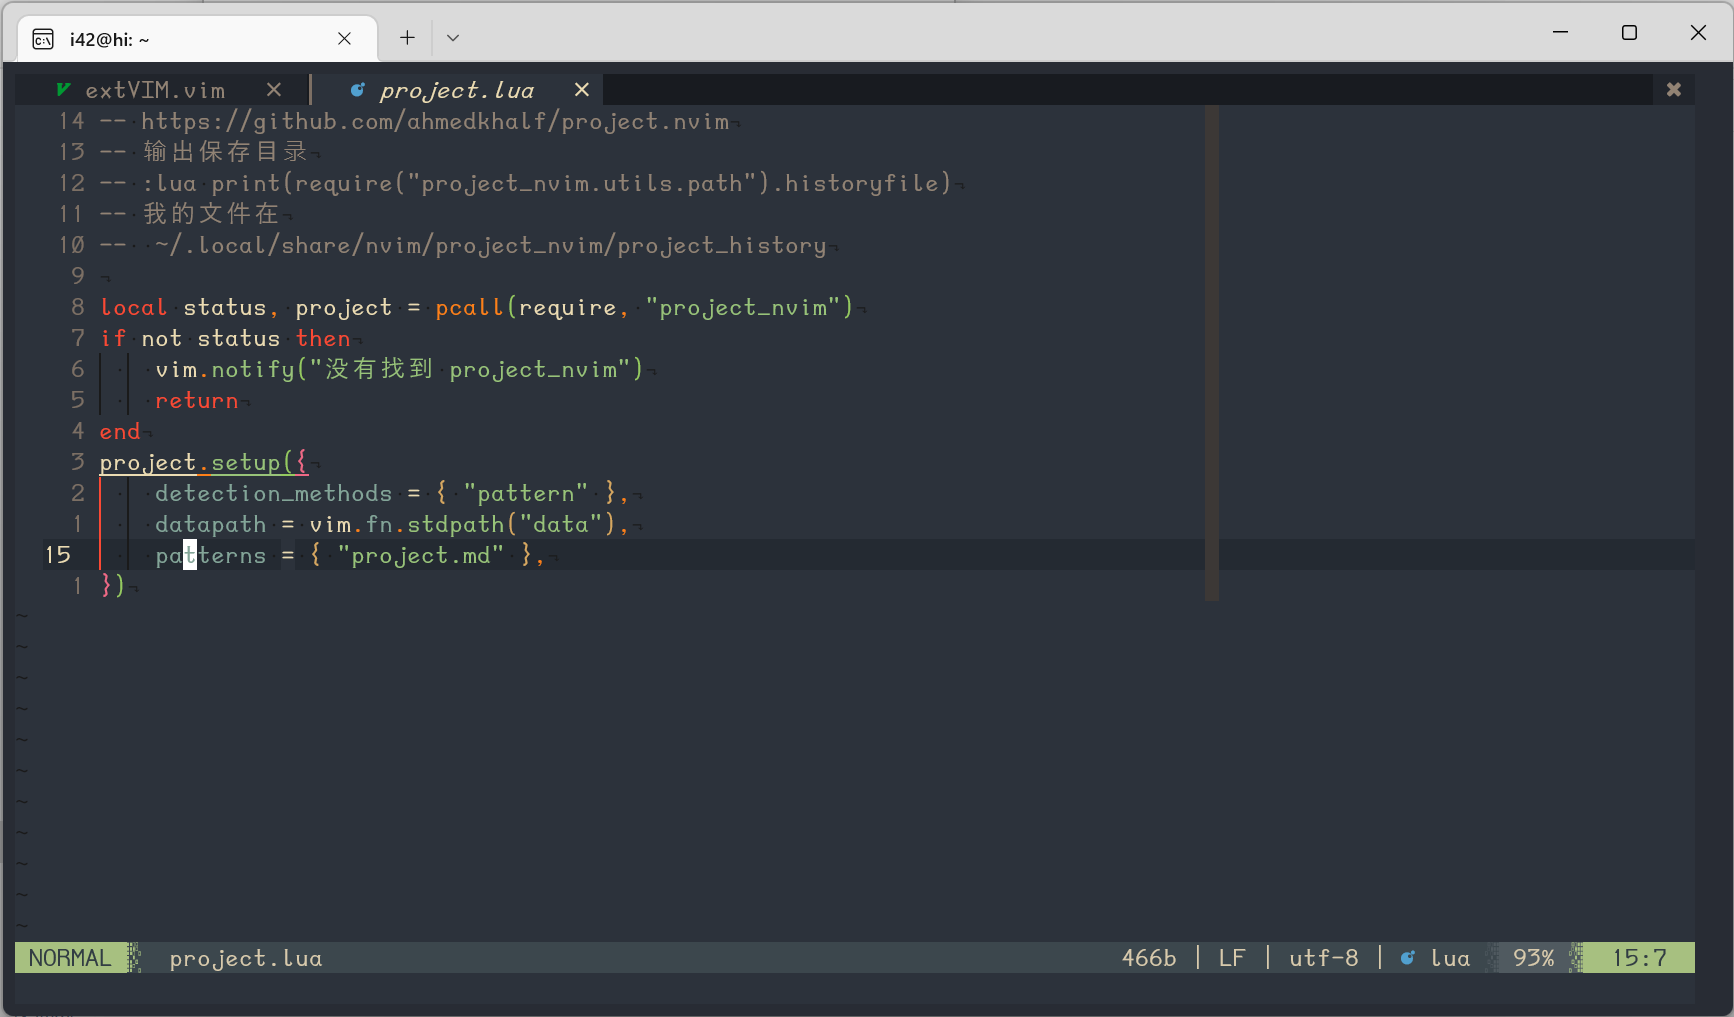 i42@hi: ~
extVIM.vim
project.lua
14 -- https://github.com/ahmedkhalf/project.nvim
13 -- 输出保存目录
12 -- :lua print(require("project_nvim.utils.path").historyfile)
11 -- 我的文件在
10 --  ~/.local/share/nvim/project_nvim/project_history
9
8 local status, project = pcall(require, "project_nvim")
7 if not status then
6     vim.notify("没有找到 project_nvim")
5     return
4 end
3 project.setup({
2     detection_methods = { "pattern" },
1     datapath = vim.fn.stdpath("data"),
15     patterns = { "project.md" },
1 })
~
~
~
~
~
~
~
~
~
~
~
NORMAL project.lua 466b | LF | utf-8 | lua 93% 15:7